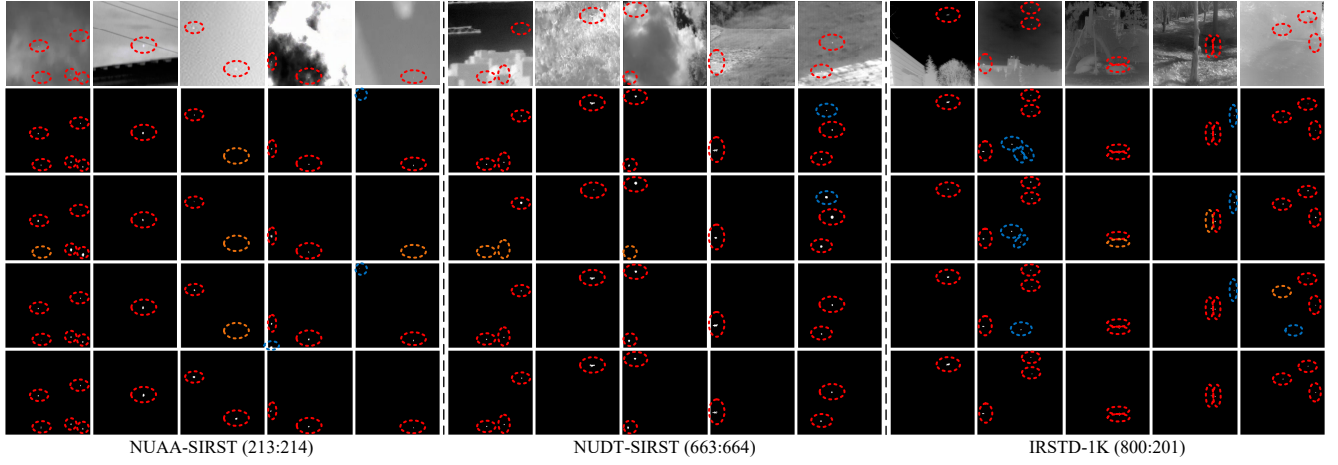 NUAA-SIRST (213:214)
NUDT-SIRST (663:664)
IRSTD-1K (800:201)